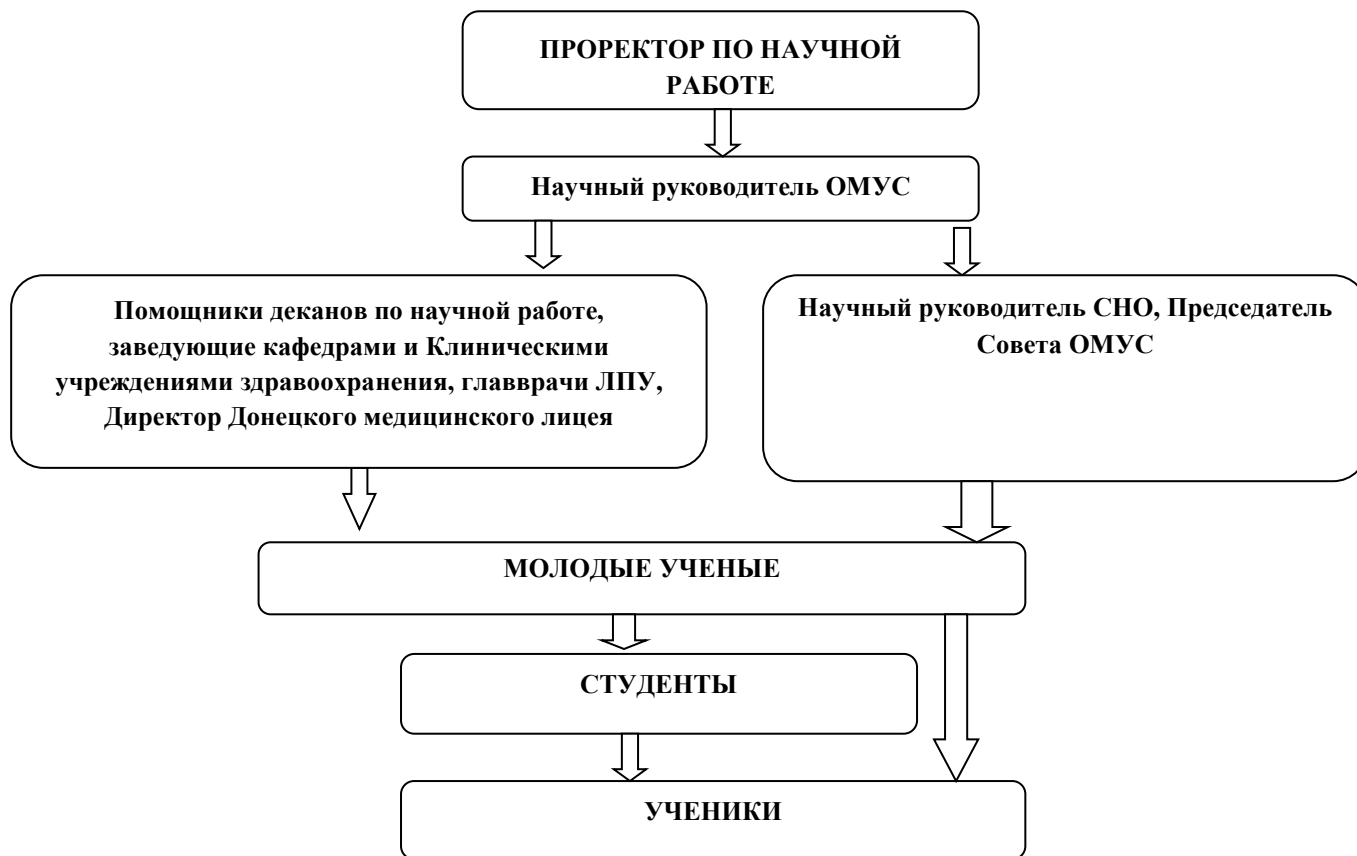 ПРОРЕКТОР ПО НАУЧНОЙ
РАБОТЕ
Научный руководитель ОМУС
Помощники деканов по научной работе,
заведующие кафедрами и Клиническими
учреждениями здравоохранения, главврачи ЛПУ,
Директор Донецкого медицинского лицея
Научный руководитель СНО, Председатель
Совета ОМУС
МОЛОДЫЕ УЧЕНЫЕ
СТУДЕНТЫ
УЧЕНИКИ